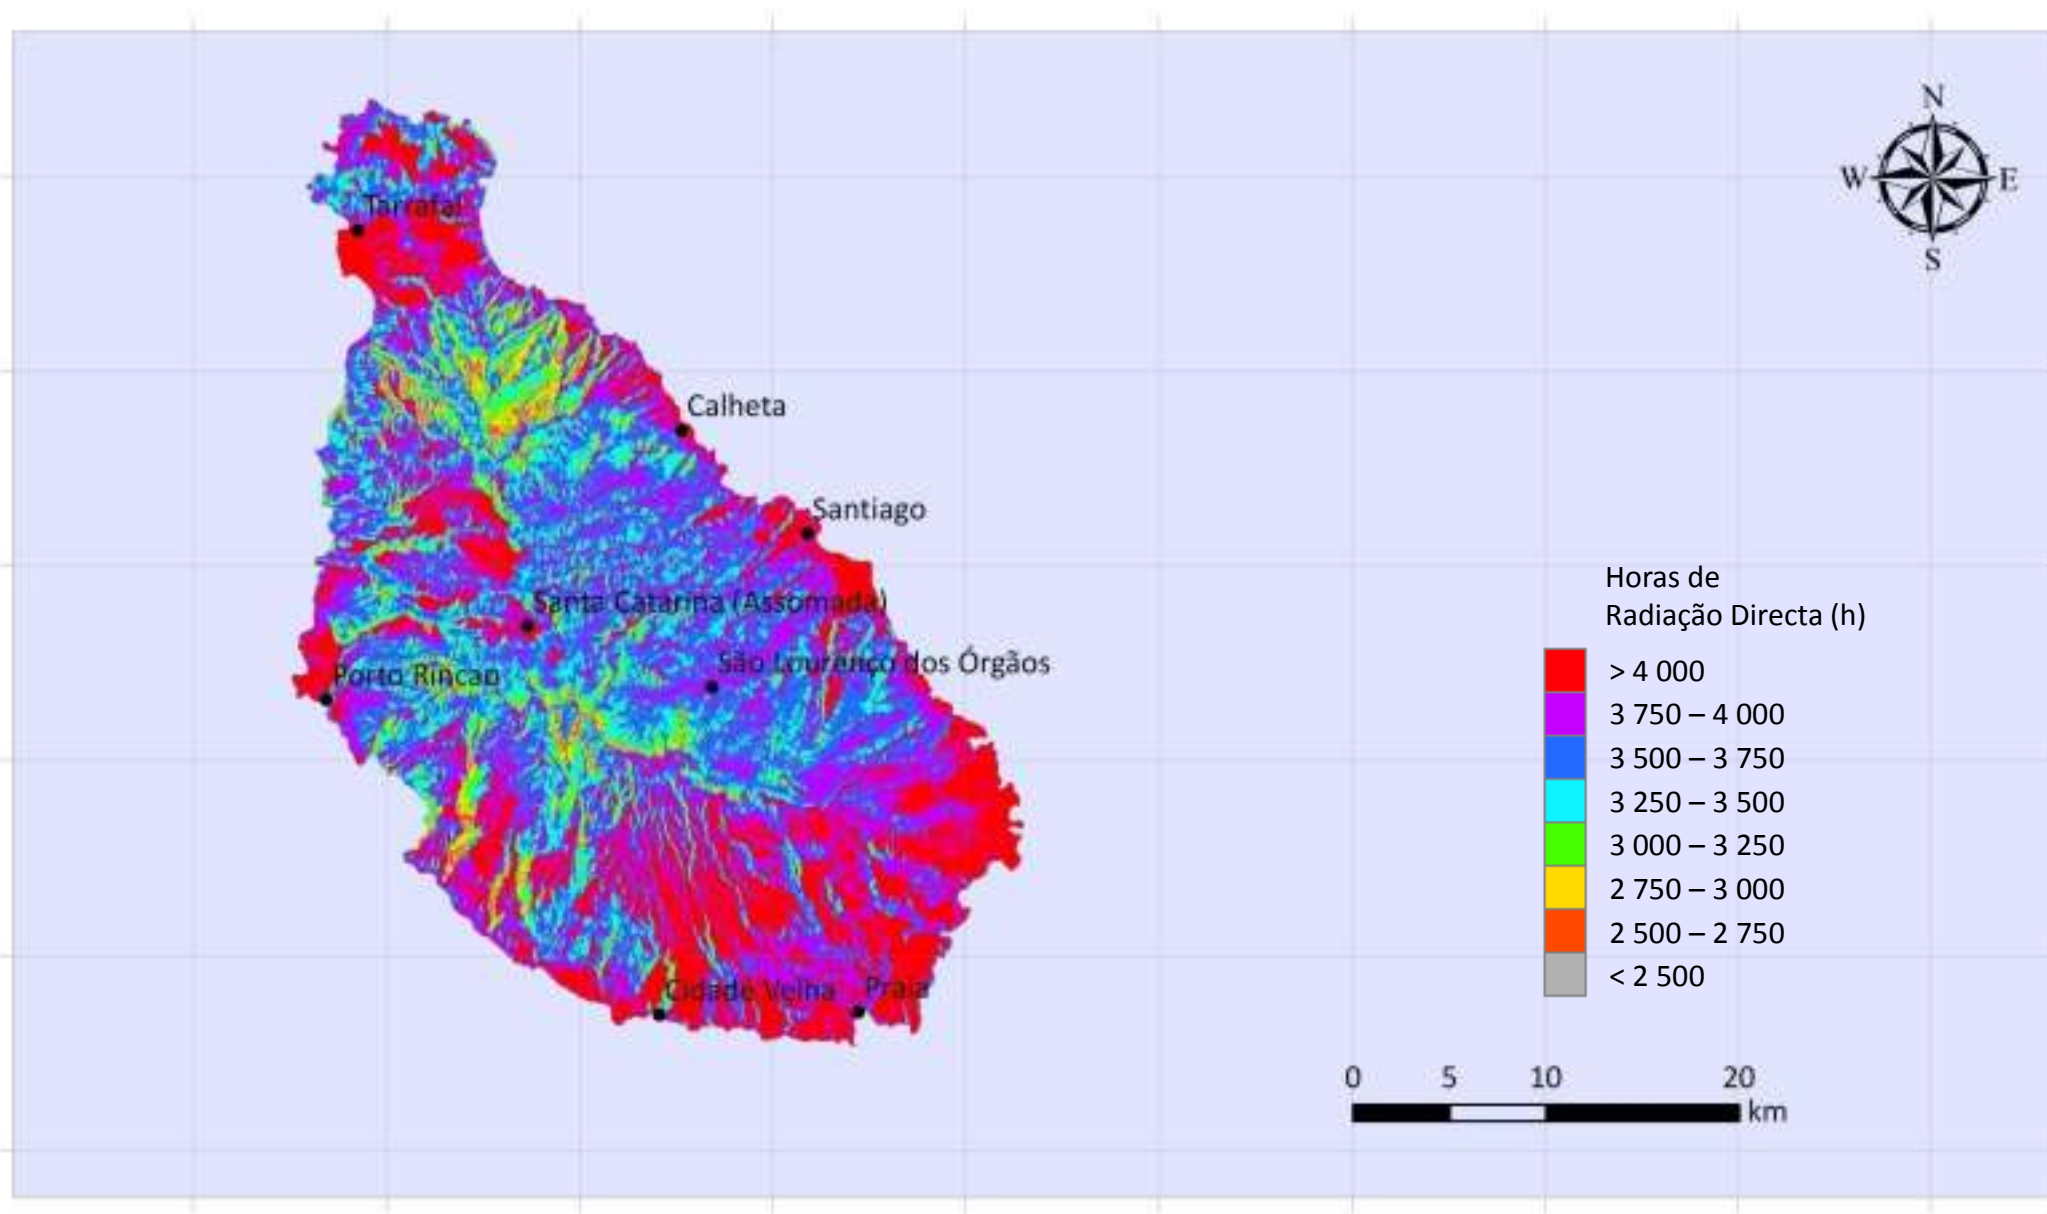 N
W
E
S
Tarrafal
Calheta
Santiago
Santa Catarina (Assomada)
São Lourenço dos Órgãos
Porto Rincao
Cidade Velha
Praia
Horas de
Radiação Directa (h)
> 4 000
3 750 – 4 000
3 500 – 3 750
3 250 – 3 500
3 000 – 3 250
2 750 – 3 000
2 500 – 2 750
< 2 500
0 5 10 20
km